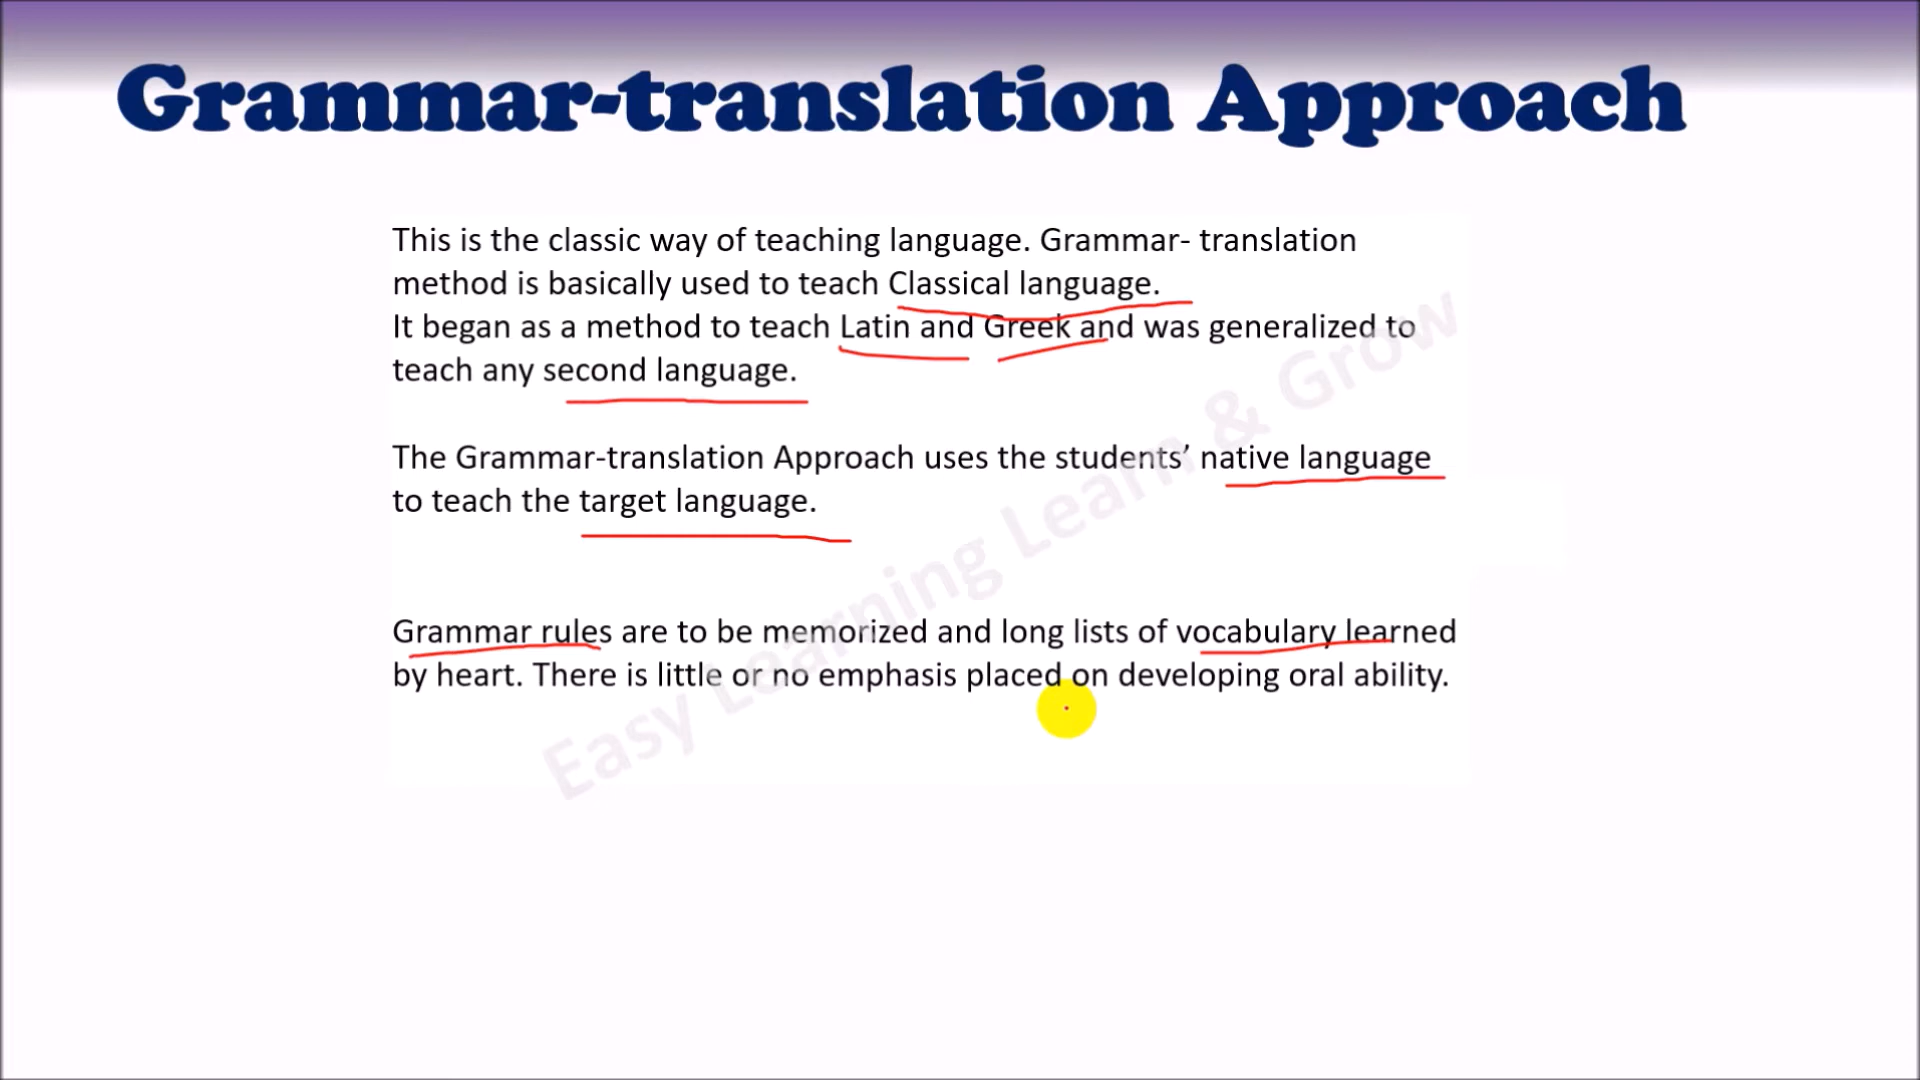 Grammar-translation Approach
This is the classic way of teaching language. Grammar- translation
method is basically used to teach Classical language.
It began as a method to teach Latin and Greek and was generalized to
teach any second language.
The Grammar-translation Approach uses the students’ native language
to teach the target language.
Grammar rules are to be memorized and long lists of vocabulary learned
by heart. There is little or no emphasis placed on developing oral ability.
Easy Learning Learn & Grow